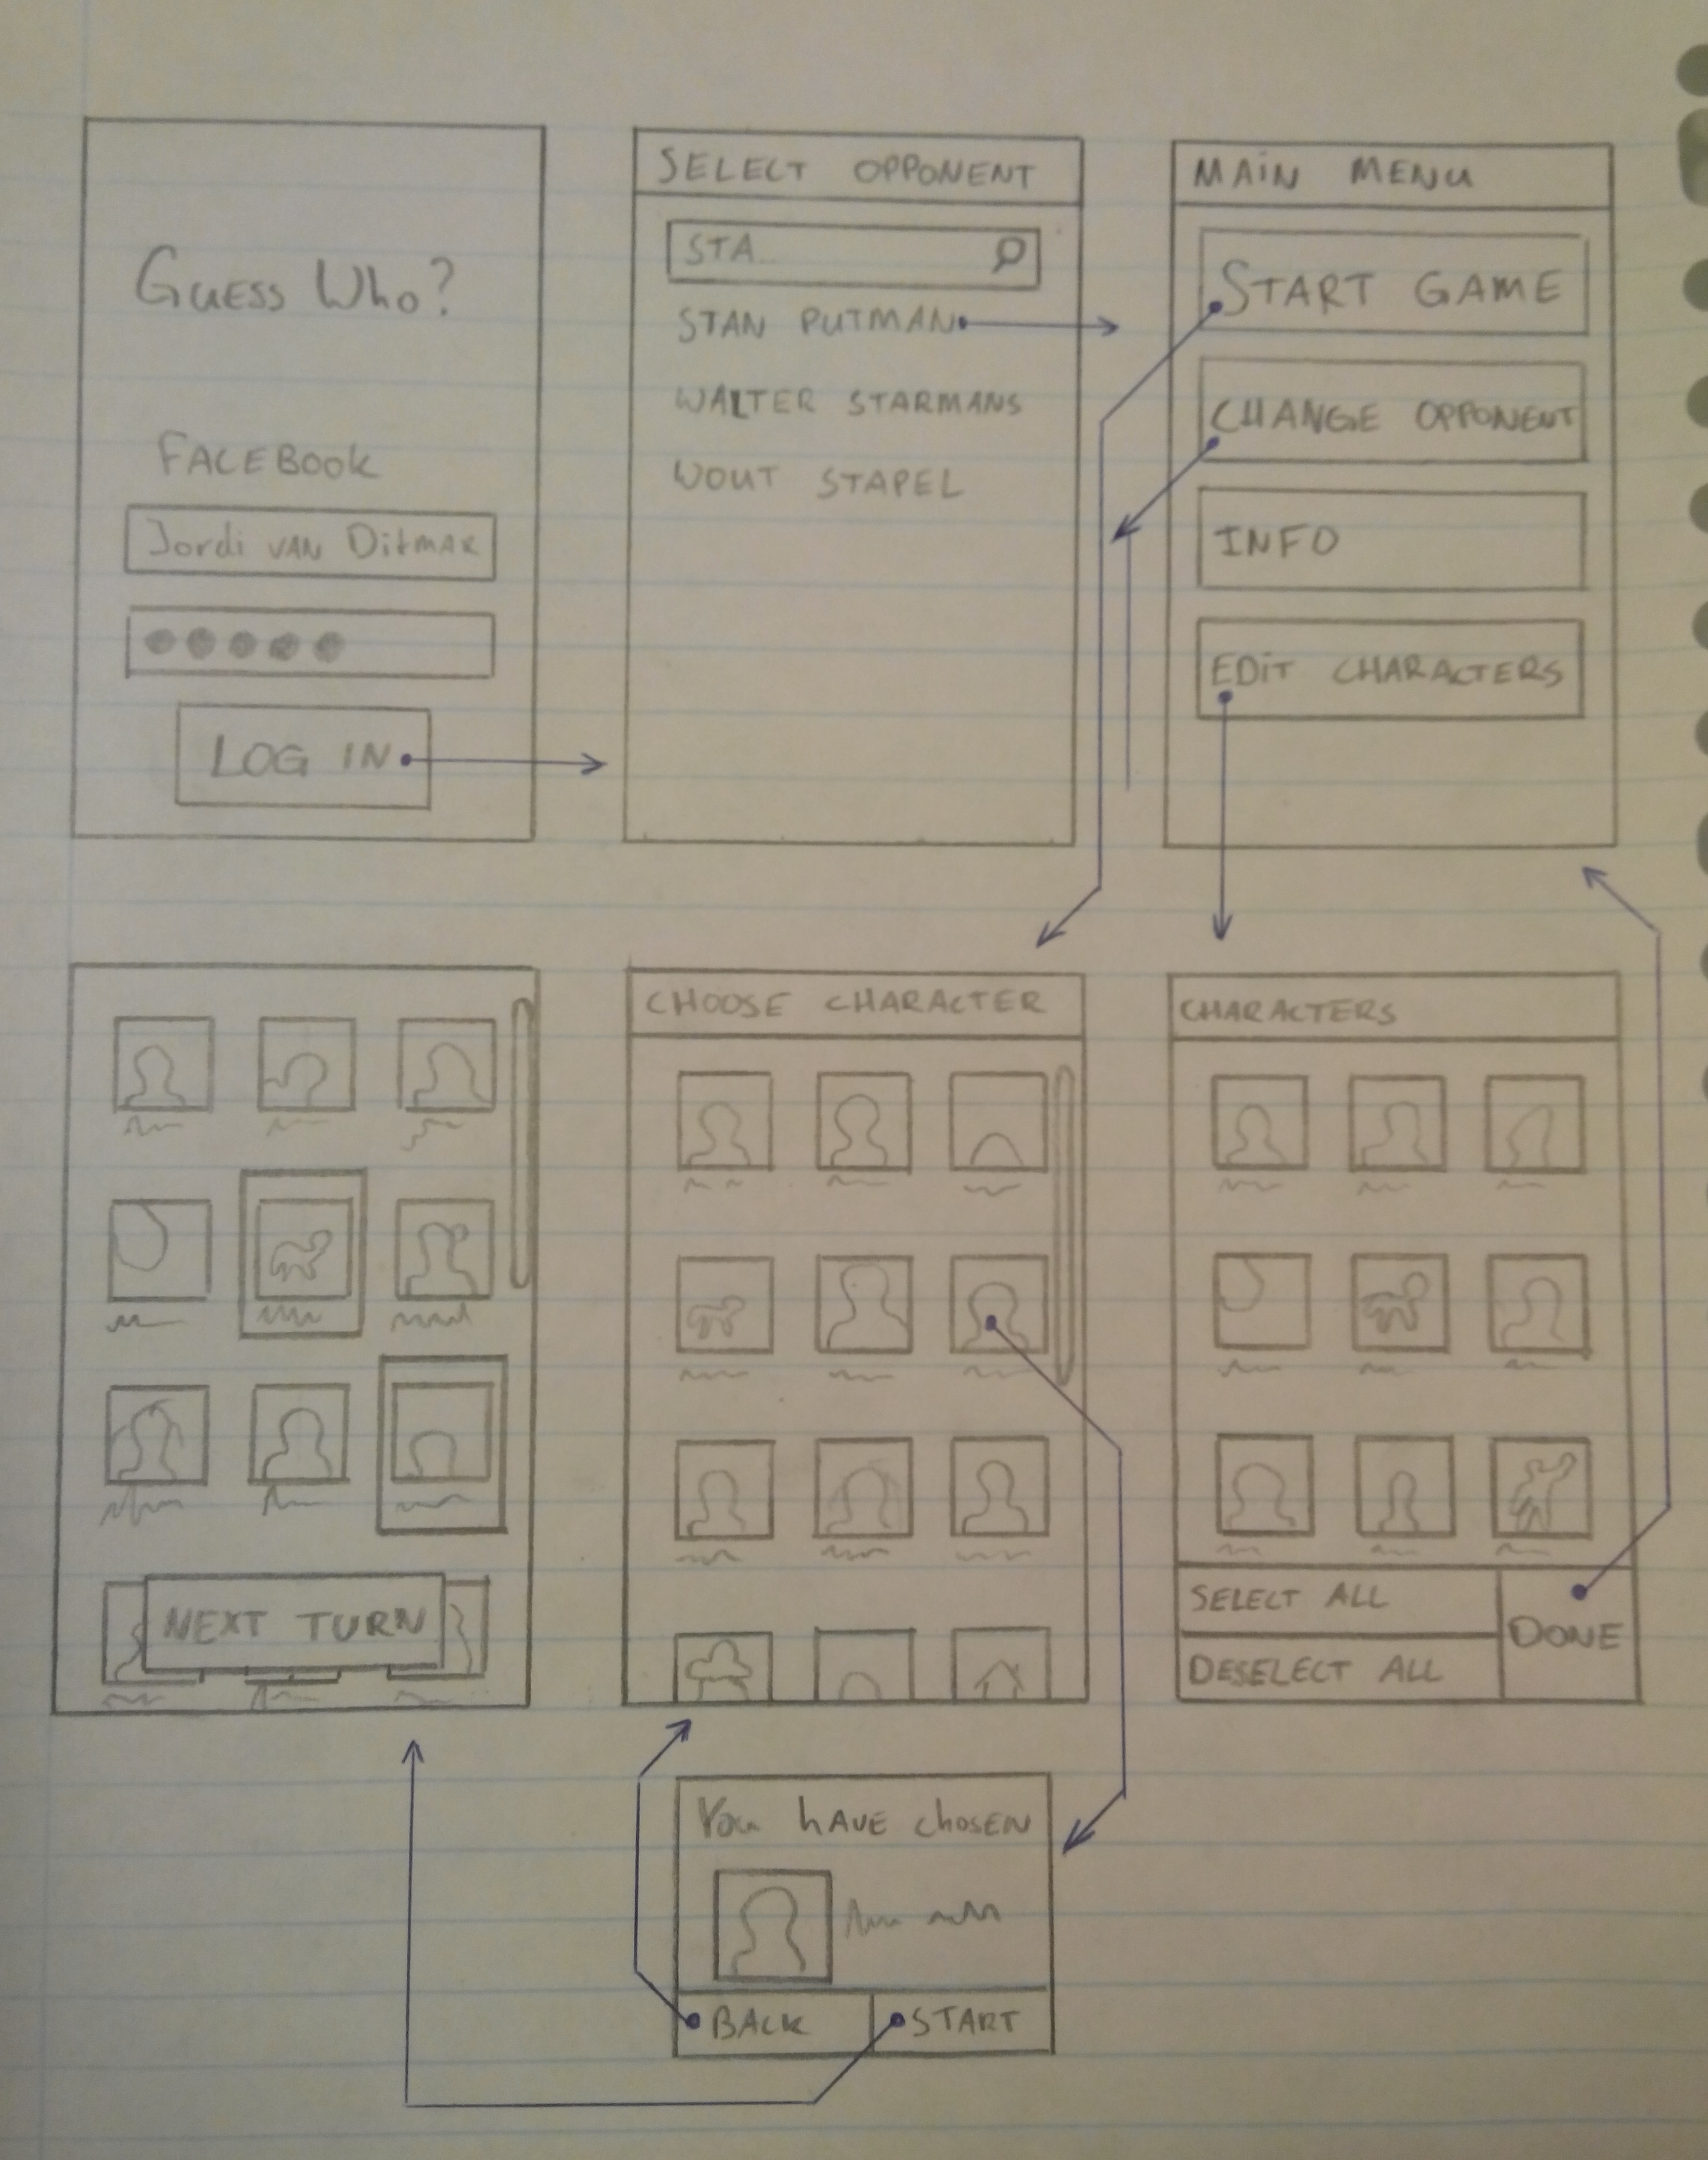 Guess Who?
FACEBOOK
Jordi VAN DitMAR
LOG IN
SELECT OPPONENT
STA
STAN PUTMAN
WALTER STARMANS
WOUT STAPEL
MAiN MENU
START GAME
CHANGE OPPONENT
INFO
EDiT CHARACTERS
NEXT TURN
CHOOSE CHARACTER
CHARACTERS
SELECT ALL
DESELECT ALL
DONE
You hAVE chosEN
BACK
START